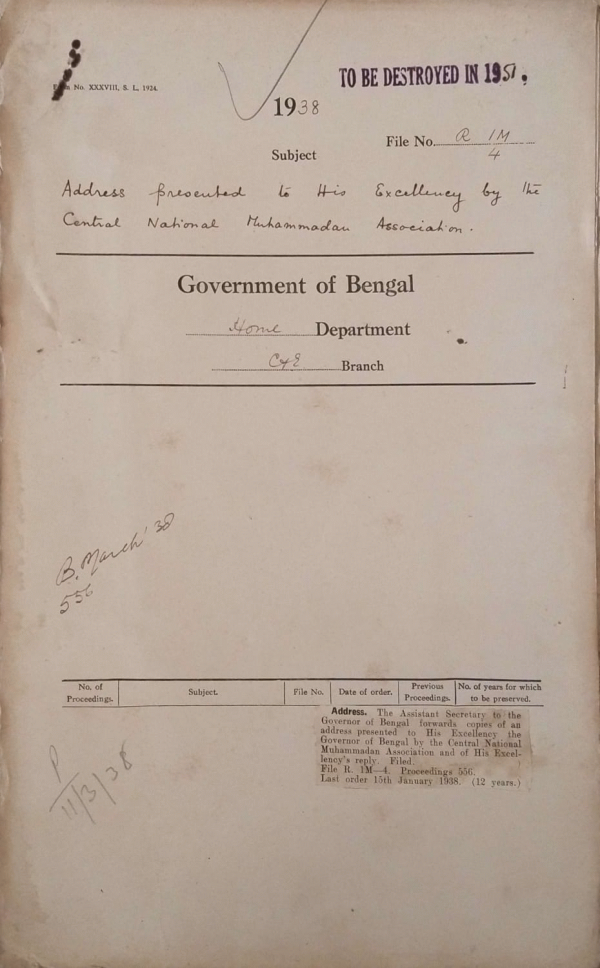 Form No. XXXVIII, S. L., 1924.
TO BE DESTROYED IN 1951.
1938
File No. R 1M
4
Subject
Address presented to His Excellency by the
Central National Muhammadan Association.
Government of Bengal
Home Department
C&E Branch
B. March '38
556
No. of Proceedings. Subject. File No. Date of order. Previous Proceedings. No. of years for which to be preserved.
Address. The Assistant Secretary to the
Governor of Bengal forwards copies of an
address presented to His Excellency the
Governor of Bengal by the Central National
Muhammadan Association and of His Excel-
lency's reply. Filed.
File R. 1M—4. Proceedings 556.
Last order 15th January 1938. (12 years.)
P
11/3/38